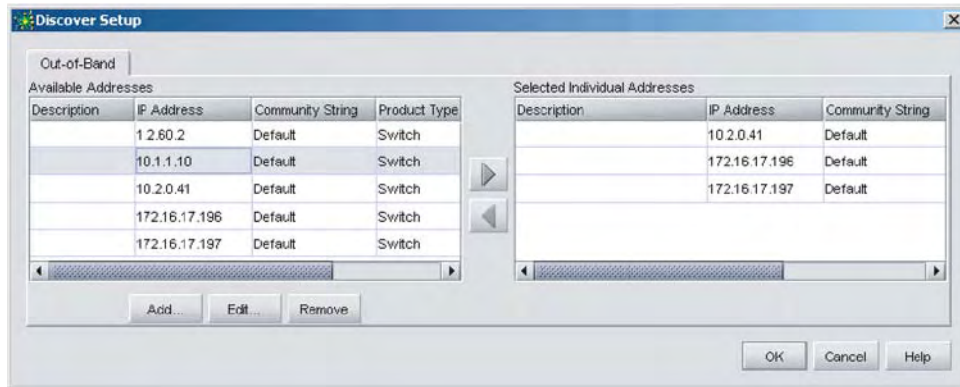 Discover Setup
Out-of-Band
Available Addresses
Description IP Address Community String Product Type
1 2.60.2 Default Switch
10.1.1.10 Default Switch
10.2.0.41 Default Switch
172.16.17.196 Default Switch
172.16.17.197 Default Switch
Add... Edit... Remove
Selected Individual Addresses
Description IP Address Community String
10.2.0.41 Default
172.16.17.196 Default
172.16.17.197 Default
OK Cancel Help